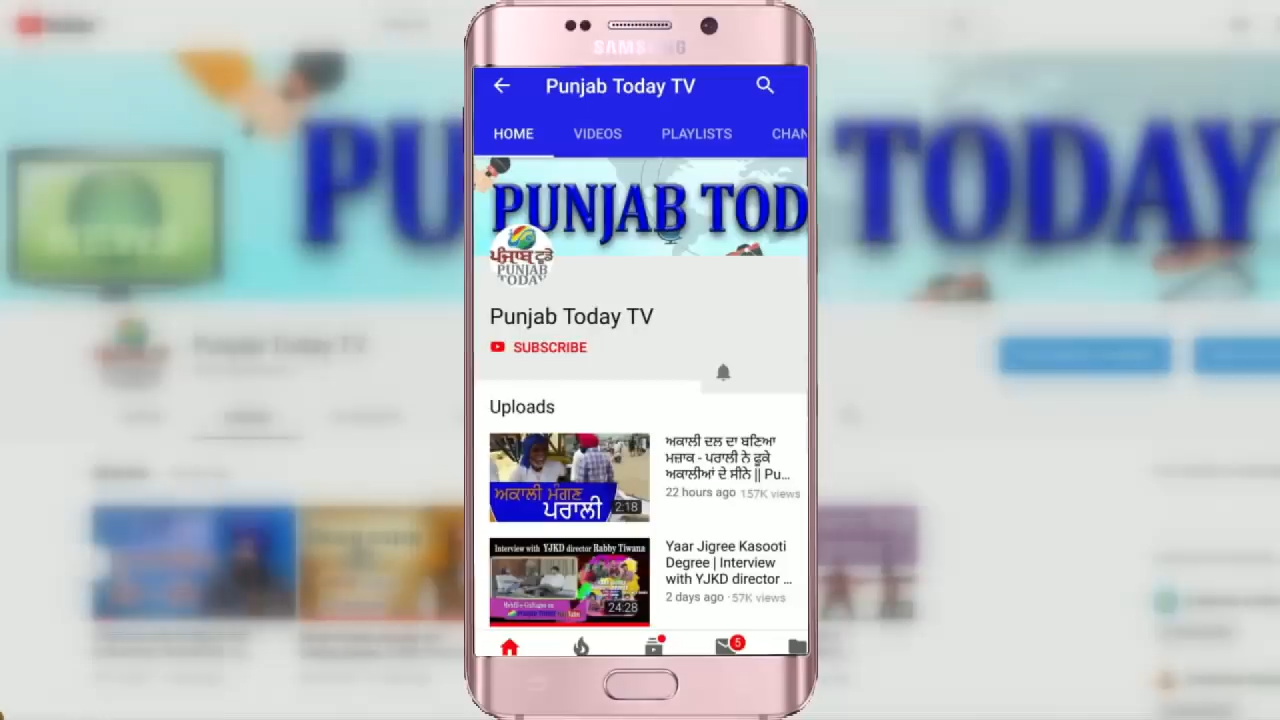 SAMSUNG
Punjab Today TV
HOME VIDEOS PLAYLISTS CHAN
PUNJAB TOD
PU
TODAY
ਪੰਜਾਬ ਟੂਡੇ
PUNJAB
TODAY
Punjab Today TV
SUBSCRIBE
Uploads
ਅਕਾਲੀ ਮੰਗਣ
ਪਰਾਲੀ
2:18
ਅਕਾਲੀ ਦਲ ਦਾ ਬਣਿਆ
ਮਜ਼ਾਕ - ਪਰਾਲੀ ਨੇ ਫੂਕੇ
ਅਕਾਲੀਆਂ ਦੇ ਸੀਨੇ || Pu...
22 hours ago 157K views
Interview with YJKD director Rabby Tiwana
24:28
Yaar Jigree Kasooti
Degree | Interview
with YJKD director ...
2 days ago · 57K views
5